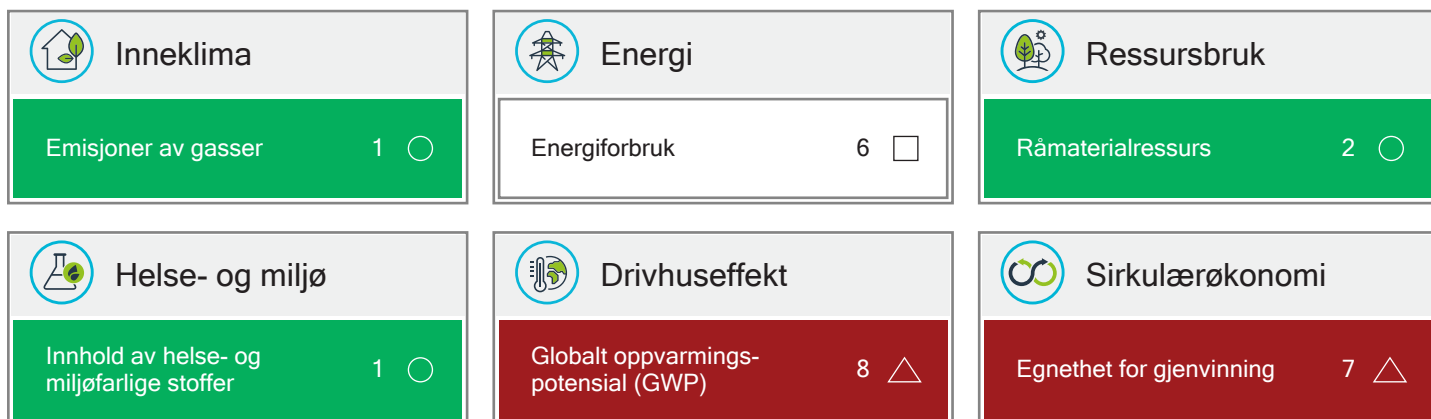 Inneklima
Emisjoner av gasser 1
Energi
Energiforbruk 6
Ressursbruk
Råmaterialressurs 2
Helse- og miljø
Innhold av helse- og
miljøfarlige stoffer 1
Drivhuseffekt
Globalt oppvarmings-
potensial (GWP) 8
Sirkulærøkonomi
Egnethet for gjenvinning 7